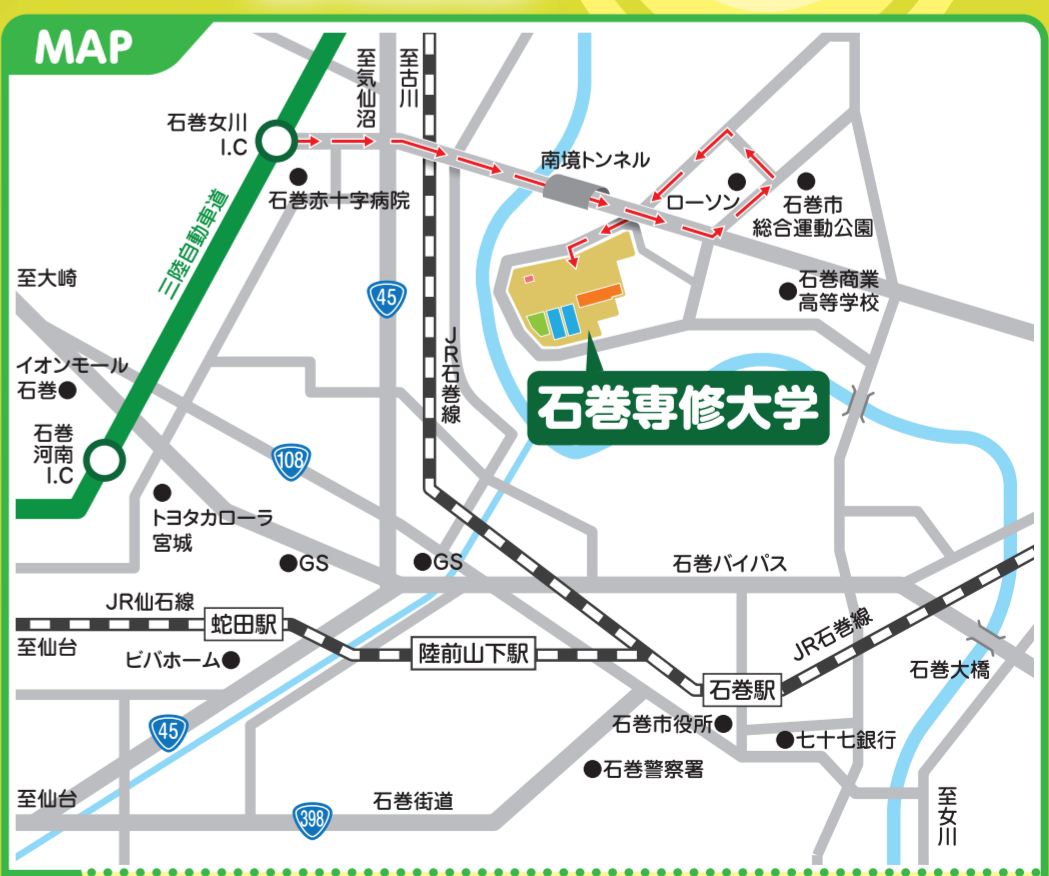 MAP
至気仙沼
至古川
石巻女川
I.C
南境トンネル
石巻赤十字病院
ローソン
石巻市
総合運動公園
三陸自動車道
至大崎
45
石巻商業
高等学校
JR石巻線
イオンモール
石巻
石巻専修大学
石巻
河南
I.C
108
トヨタカローラ
宮城
GS
GS
石巻バイパス
JR仙石線
蛇田駅
至仙台
陸前山下駅
JR石巻線
ビバホーム
石巻大橋
石巻駅
45
石巻市役所
七十七銀行
石巻警察署
至仙台
石巻街道
398
至女川